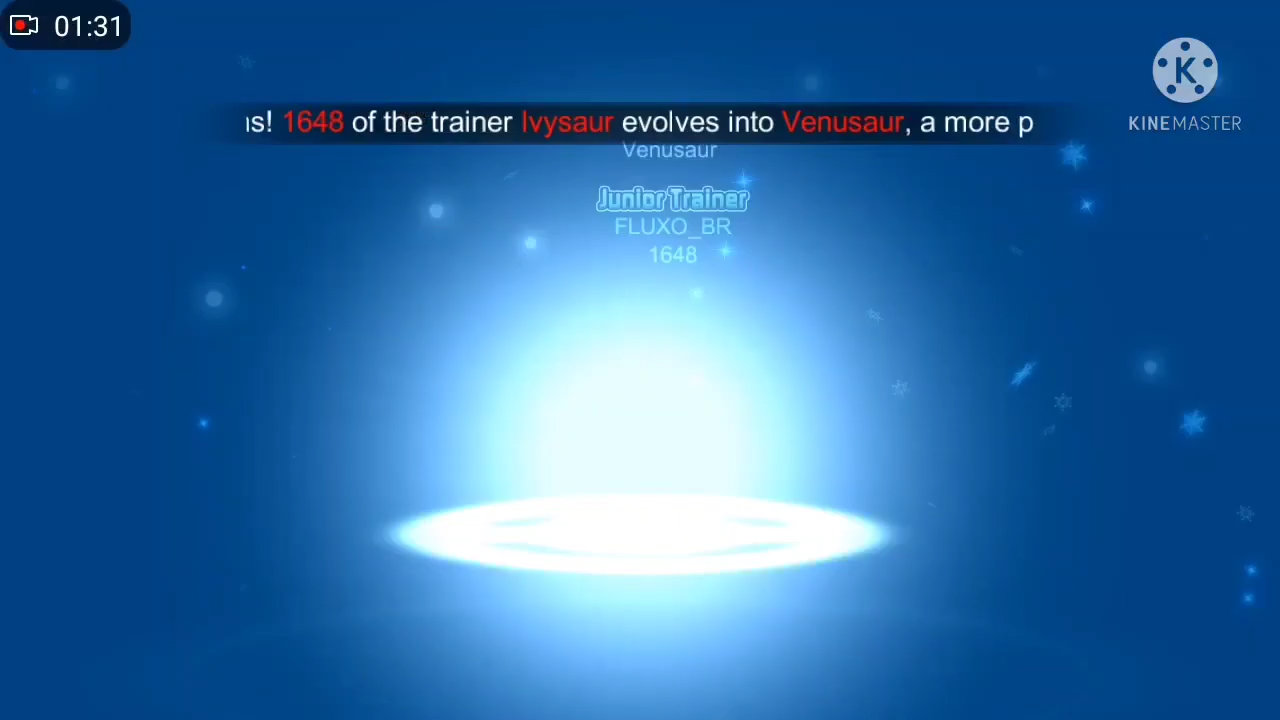 01:31
! 1648 of the trainer Ivysaur evolves into Venusaur, a more
Venusaur
Junior Trainer
FLUXO_BR
1648
K
KINEMASTER